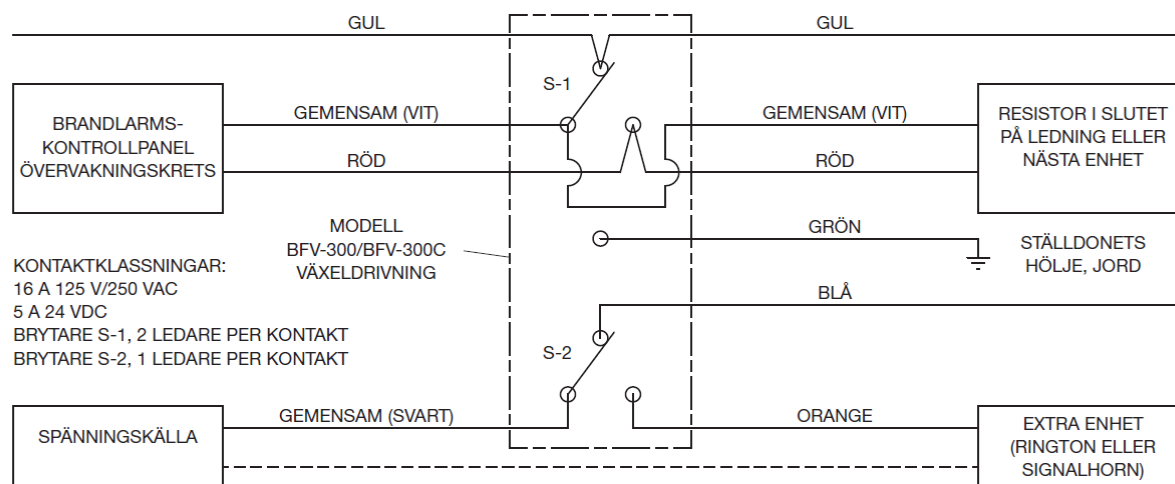 GUL
GUL
S-1
BRANDLARMS-
KONTROLLPANEL
ÖVERVAKNINGSKRETS
GEMENSAM (VIT)
GEMENSAM (VIT)
RÖD
RÖD
RESISTOR I SLUTET
PÅ LEDNING ELLER
NÄSTA ENHET
MODELL
BFV-300/BFV-300C
VÄXELDRIVNING
GRÖN
STÄLLDONETS
HÖLJE, JORD
KONTAKTKLASSNINGAR:
16 A 125 V/250 VAC
5 A 24 VDC
BRYTARE S-1, 2 LEDARE PER KONTAKT
BRYTARE S-2, 1 LEDARE PER KONTAKT
BLÅ
S-2
SPÄNNINGSKÄLLA
GEMENSAM (SVART)
ORANGE
EXTRA ENHET
(RINGTON ELLER
SIGNALHORN)